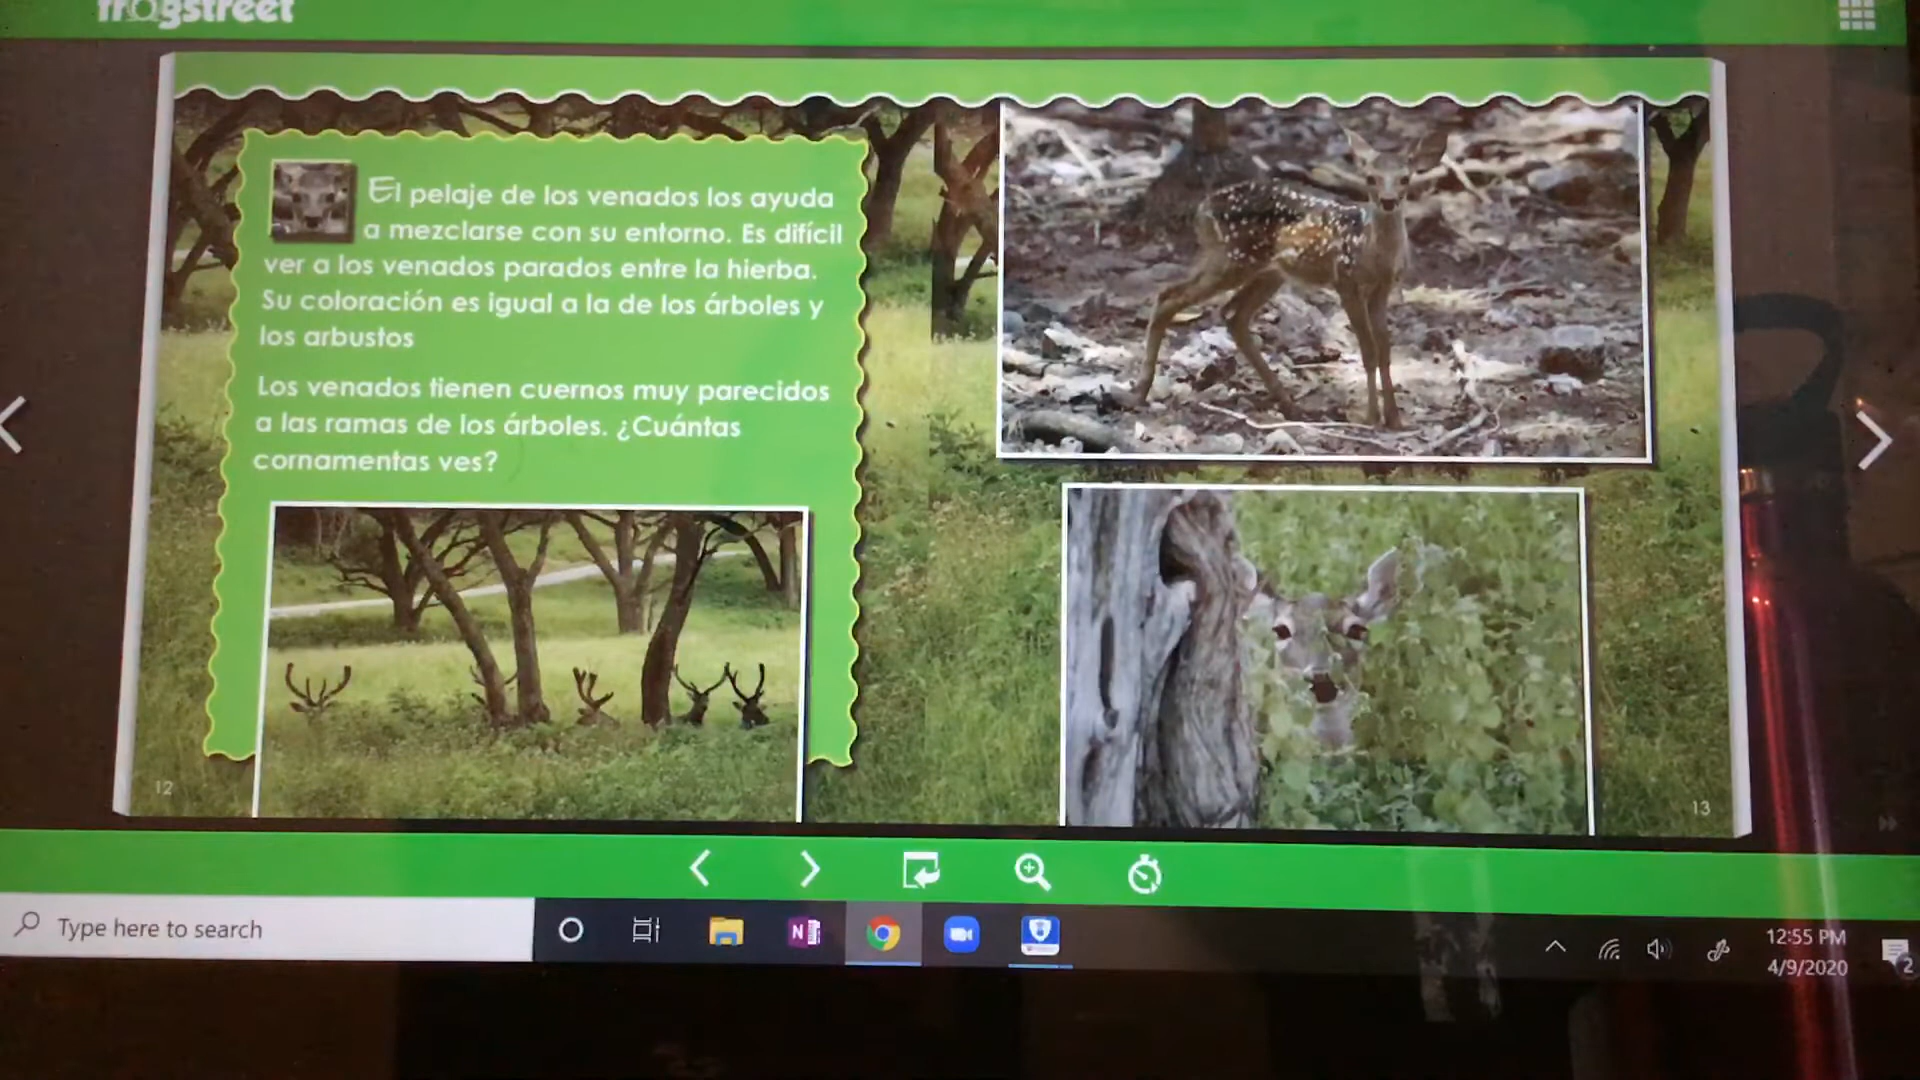 frogstreet
El pelaje de los venados los ayuda
a mezclarse con su entorno. Es difícil
ver a los venados parados entre la hierba.
Su coloración es igual a la de los árboles y
los arbustos
Los venados tienen cuernos muy parecidos
a las ramas de los árboles. ¿Cuántas
cornamentas ves?
12
13
Type here to search
N
12:55 PM
4/9/2020
2